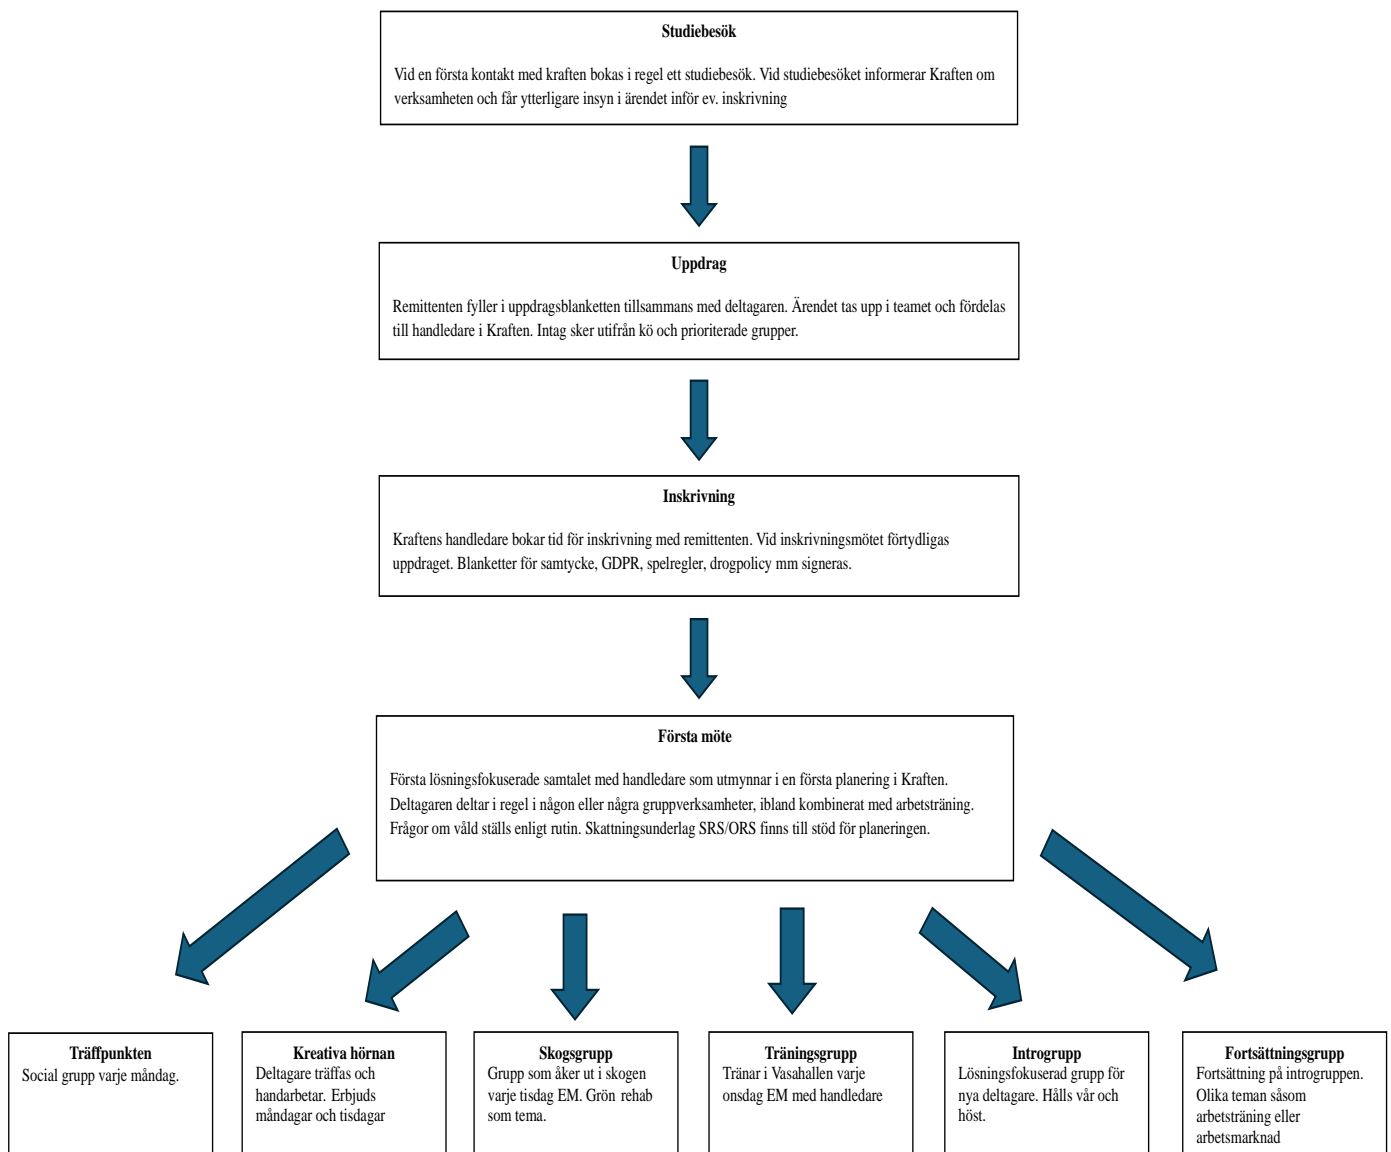 Studiebesök
Vid en första kontakt med kraften bokas i regel ett studiebesök. Vid studiebesöket informerar Kraften om
verksamheten och får ytterligare insyn i ärendet inför ev. inskrivning
Uppdrag
Remittenten fyller i uppdragsblanketten tillsammans med deltagaren. Ärendet tas upp i teamet och fördelas
till handledare i Kraften. Intag sker utifrån kö och prioriterade grupper.
Inskrivning
Kraftens handledare bokar tid för inskrivning med remittenten. Vid inskrivningsmötet förtydligas
uppdraget. Blanketter för samtycke, GDPR, spelregler, drogpolicy mm signeras.
Första möte
Första lösningsfokuserade samtalet med handledare som utmynnar i en första planering i Kraften.
Deltagaren deltar i regel i någon eller några gruppverksamheter, ibland kombinerat med arbetsträning.
Frågor om våld ställs enligt rutin. Skattningsunderlag SRS/ORS finns till stöd för planeringen.
Träffpunkten
Social grupp varje måndag.
Kreativa hörnan
Deltagare träffas och
handarbetar. Erbjuds
måndagar och tisdagar
Skogsgrupp
Grupp som åker ut i skogen
varje tisdag EM. Grön rehab
som tema.
Träningsgrupp
Tränar i Vasahallen varje
onsdag EM med handledare
Introgrupp
Lösningsfokuserad grupp för
nya deltagare. Hålls vår och
höst.
Fortsättningsgrupp
Fortsättning på introgruppen.
Olika teman såsom
arbetsträning eller
arbetsmarknad